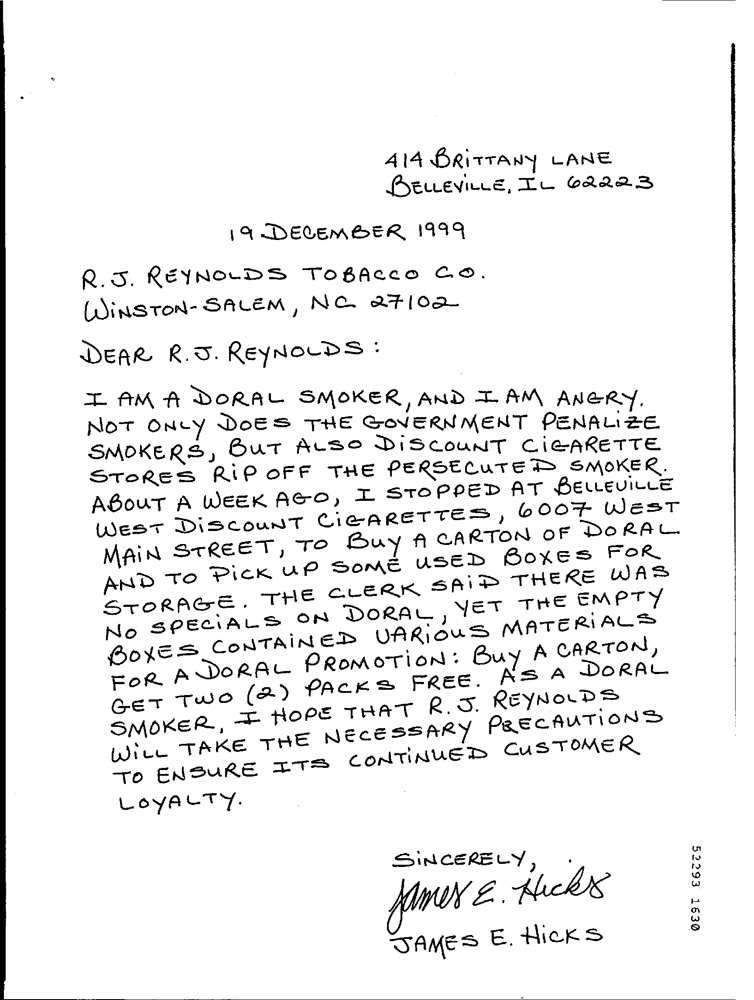 414 BRITTANY LANE
BELLEVILLE, IL 62223
19 DECEMBER 1999
R.J. REYNOLDS TOBACCO CO.
WINSTON-SALEM, NC 27102
DEAR R.J. REYNOLDS:
I AM A DORAL SMOKER, AND I AM ANGRY.
NOT ONLY DOES THE GOVERNMENT PENALIZE
SMOKERS, BUT ALSO DISCOUNT CIGARETTE
STORES RIP OFF THE PERSECUTED SMOKER.
ABOUT A WEEK AGO, I STOPPED AT BELLEVILLE
WEST DISCOUNT CIGARETTES, 6007 WEST
MAIN STREET, TO BUY A CARTON OF DORAL
AND TO PICK UP SOME USED BOXES FOR
STORAGE. THE CLERK SAID THERE WAS
NO SPECIALS ON DORAL, YET THE EMPTY
BOXES CONTAINED VARIOUS MATERIALS
FOR A DORAL PROMOTION: BUY A CARTON,
GET TWO (2) PACKS FREE. AS A DORAL
SMOKER, I HOPE THAT R.J. REYNOLDS
WILL TAKE THE NECESSARY PRECAUTIONS
TO ENSURE ITS CONTINUED CUSTOMER
LOYALTY.
SINCERELY,
James E. Hicks
JAMES E. HICKS
52293 1630